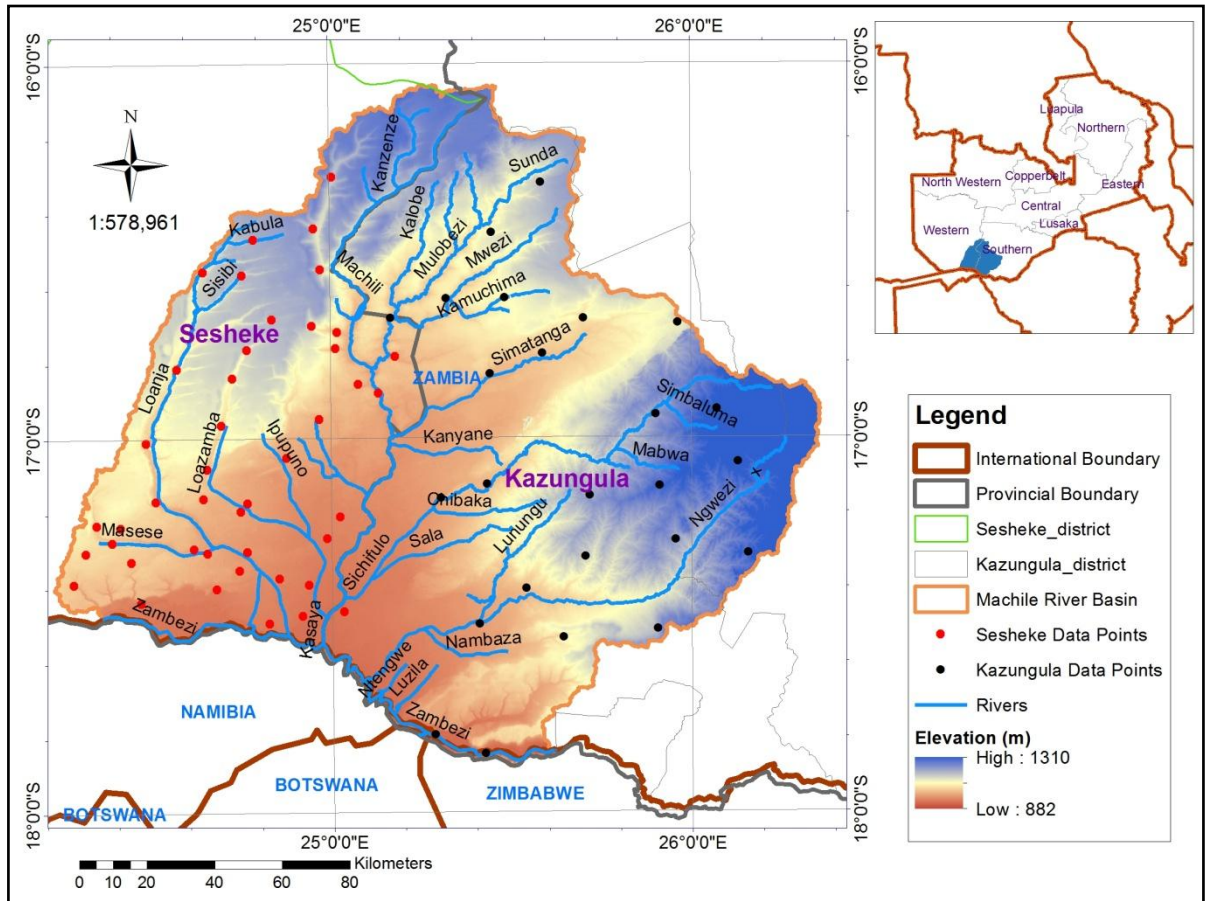 25°0'0"E
26°0'0"E
16°0'0"S
16°0'0"S
N
1:578,961
Kanzenze
Sunda
Kalobe
Mulobezi
Kabula
Mwezi
Sisibi
Machili
Kamuchima
Sesheke
Simatanga
ZAMBIA
Loanja
Simbaluma
Loazamba
Ipupuno
17°0'0"S
17°0'0"S
Kanyane
Mabwa
Kazungula
Chibaka
Ngwezi
x
Masese
Sala
Lunungu
Sichifulo
Zambezi
Kasaya
Nambaza
Ntengwe
Luzila
Zambezi
NAMIBIA
BOTSWANA
BOTSWANA
ZIMBABWE
18°0'0"S
18°0'0"S
25°0'0"E
26°0'0"E
Kilometers
0 10 20 40 60 80
Luapula
Northern
North Western
Copperbelt
Eastern
Central
Lusaka
Western
Southern
Legend
International Boundary
Provincial Boundary
Sesheke_district
Kazungula_district
Machile River Basin
Sesheke Data Points
Kazungula Data Points
Rivers
Elevation (m)
High : 1310
Low : 882